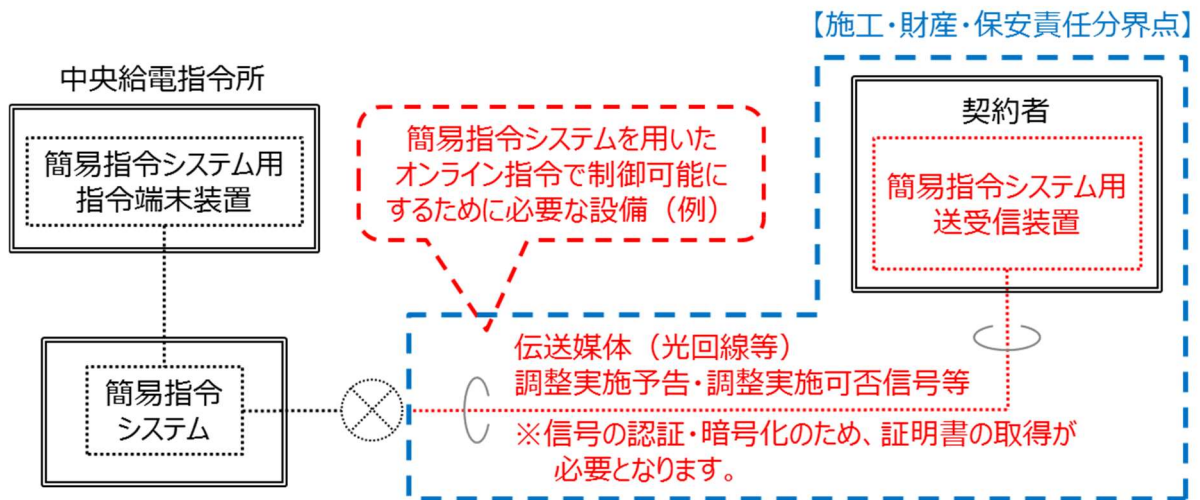 【施工・財産・保安責任分界点】
中央給電指令所
簡易指令システム用
指令端末装置
簡易指令システムを用いた
オンライン指令で制御可能に
するために必要な設備（例）
契約者
簡易指令システム用
送受信装置
簡易指令
システム
伝送媒体（光回線等）
調整実施予告・調整実施可否信号等
※信号の認証・暗号化のため、証明書の取得が
必要となります。